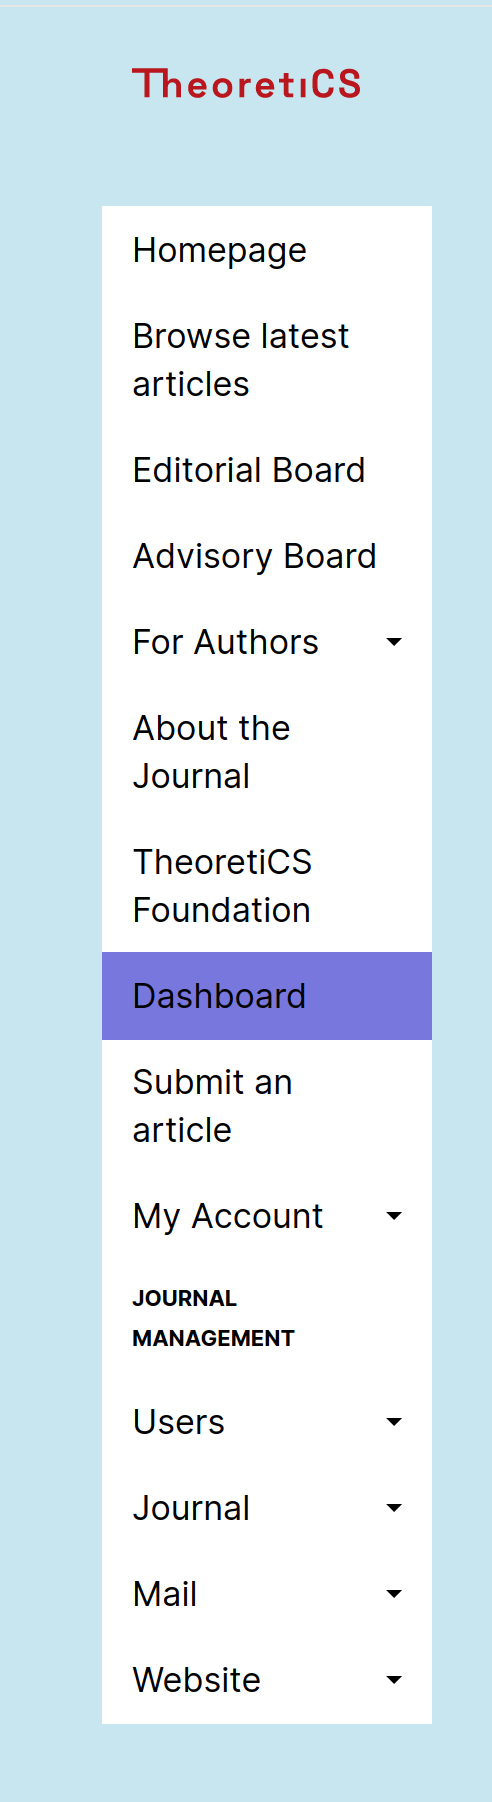 TheoretiCS
Homepage
Browse latest
articles
Editorial Board
Advisory Board
For Authors
About the
Journal
TheoretiCS
Foundation
Dashboard
Submit an
article
My Account
JOURNAL
MANAGEMENT
Users
Journal
Mail
Website